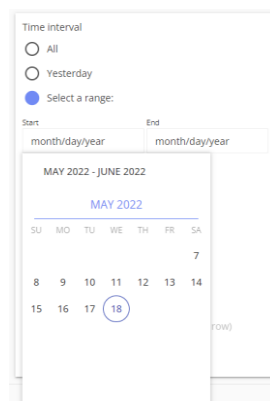 Time interval
All
Yesterday
Select a range:
Start End
month/day/year month/day/year
MAY 2022 - JUNE 2022
MAY 2022
SU MO TU WE TH FR SA
7
8 9 10 11 12 13 14
15 16 17 18
row)